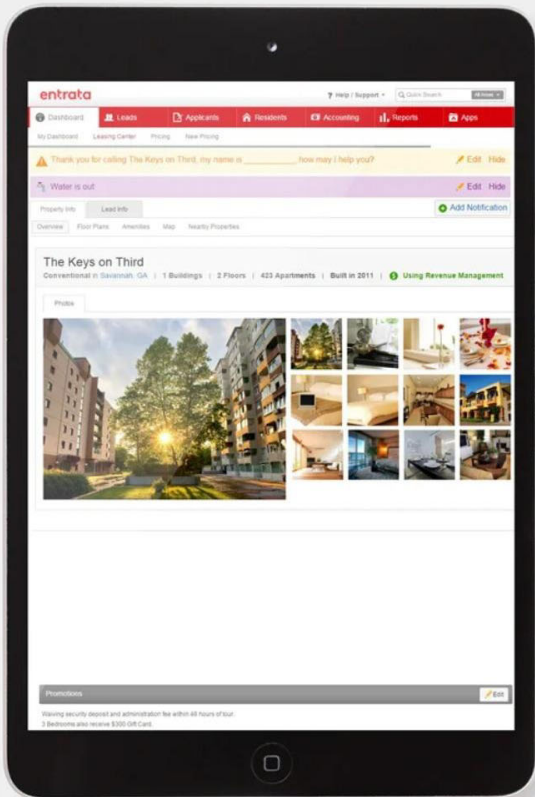 entrata
? Help / Support
Quick Search
Dashboard Leads Applicants Residents Accounting Reports Apps
My Dashboard Leasing Center Pricing New Pricing
Thank you for calling The Keys on Third, my name is __________, how may I help you? Edit Hide
Water is out Edit Hide
Property Info Lead Info Add Notification
Overview Floor Plans Amenities Map Nearby Properties
The Keys on Third
Conventional in Savannah, GA | 1 Buildings | 2 Floors | 423 Apartments | Built in 2011 | Using Revenue Management
Photos
Promotions Edit
Waiving security deposit and administration fee within 48 hours of tour.
3 Bedrooms also receive $300 Gift Card.